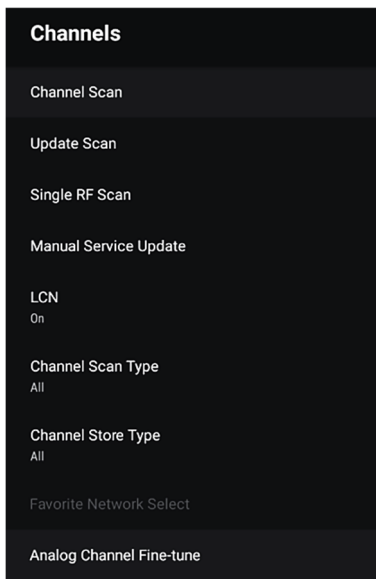 Channels
Channel Scan
Update Scan
Single RF Scan
Manual Service Update
LCN
On
Channel Scan Type
All
Channel Store Type
All
Favorite Network Select
Analog Channel Fine-tune